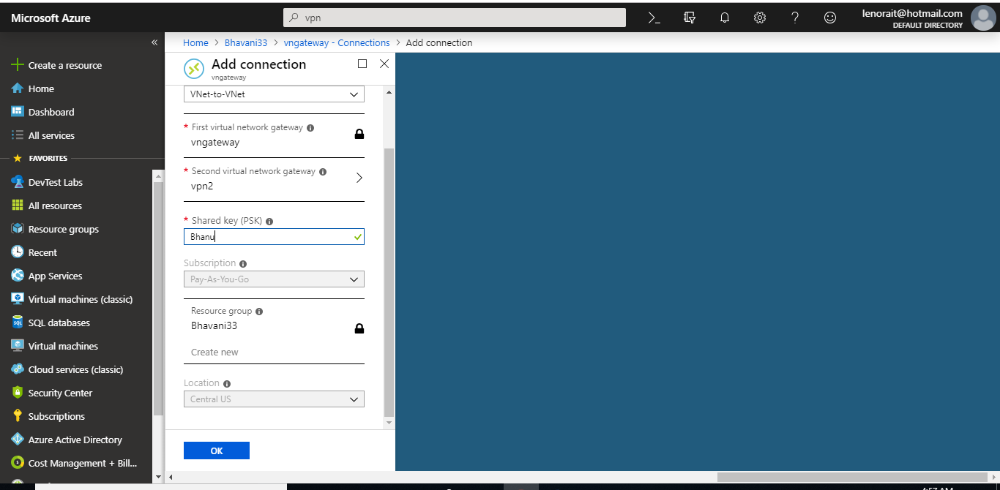 Microsoft Azure
vpn
lenorait@hotmail.com
DEFAULT DIRECTORY
Home > Bhavani33 > vngateway - Connections > Add connection
Create a resource
Home
Dashboard
All services
FAVORITES
DevTest Labs
All resources
Resource groups
Recent
App Services
Virtual machines (classic)
SQL databases
Virtual machines
Cloud services (classic)
Security Center
Subscriptions
Azure Active Directory
Cost Management + Bill...
Add connection
vngateway
VNet-to-VNet
* First virtual network gateway
vngateway
* Second virtual network gateway
vpn2
* Shared key (PSK)
Bhanu
Subscription
Pay-As-You-Go
Resource group
Bhavani33
Create new
Location
Central US
OK